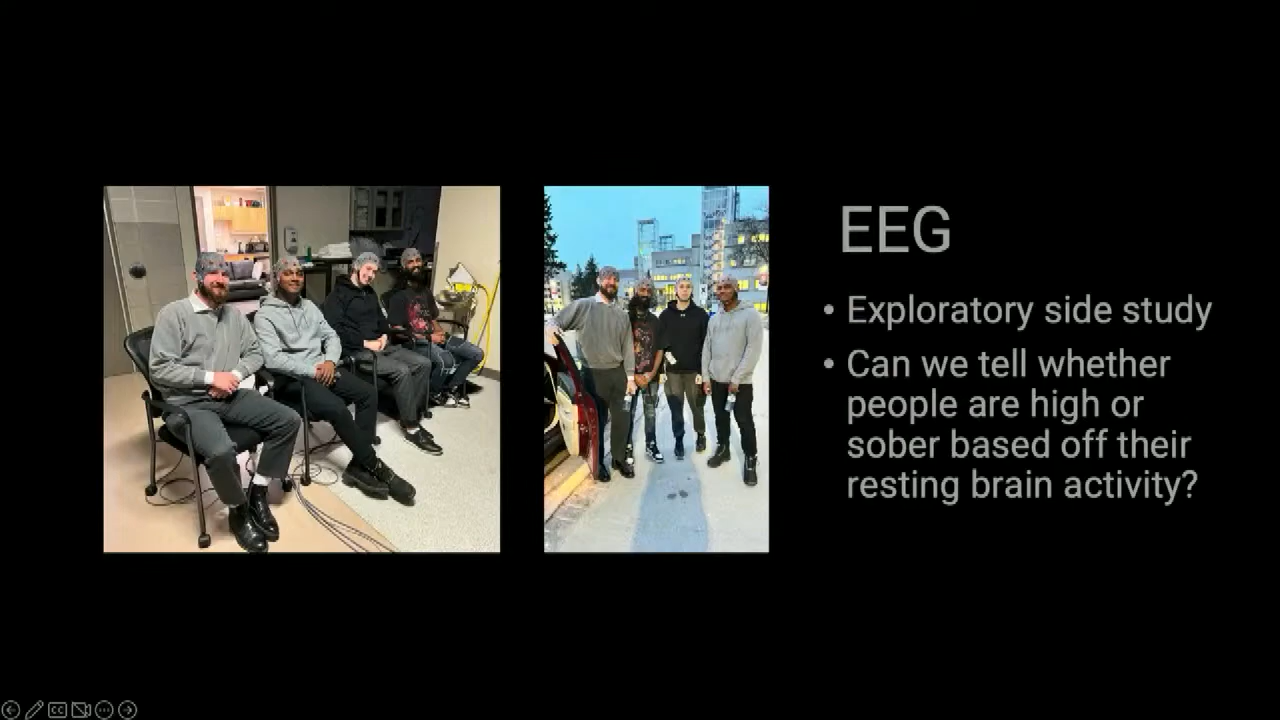 EEG
• Exploratory side study
• Can we tell whether
people are high or
sober based off their
resting brain activity?
CC